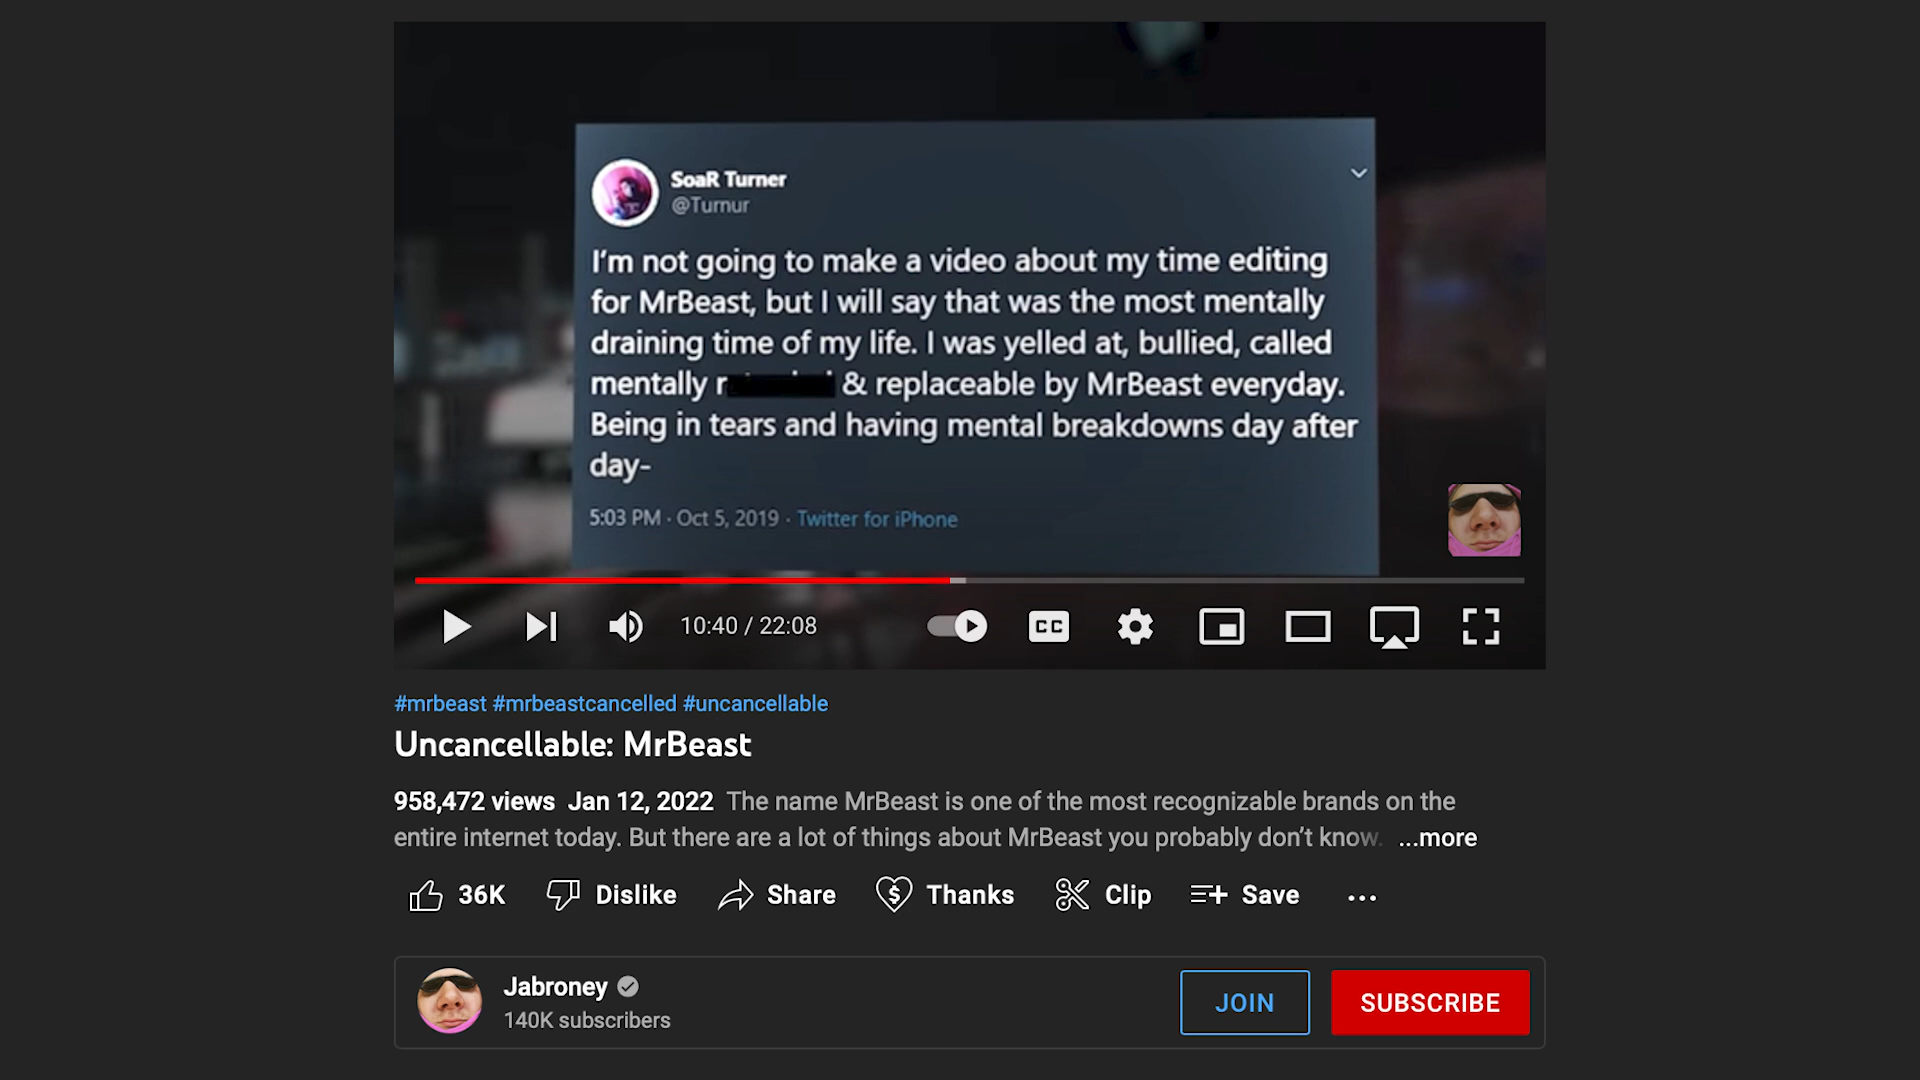 SoaR Turner
@Turnur
I'm not going to make a video about my time editing
for MrBeast, but I will say that was the most mentally
draining time of my life. I was yelled at, bullied, called
mentally r & replaceable by MrBeast everyday.
Being in tears and having mental breakdowns day after
day-
5:03 PM · Oct 5, 2019 · Twitter for iPhone
10:40 / 22:08
CC
#mrbeast #mrbeastcancelled #uncancellable
Uncancellable: MrBeast
958,472 views Jan 12, 2022 The name MrBeast is one of the most recognizable brands on the
entire internet today. But there are a lot of things about MrBeast you probably don't know. ...more
36K Dislike Share Thanks Clip Save ...
Jabroney
140K subscribers
JOIN
SUBSCRIBE